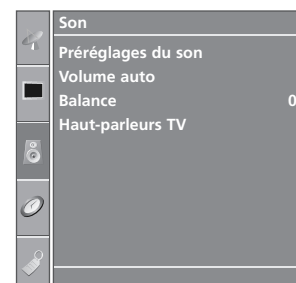 Son
Préréglages du son
Volume auto
Balance 0
Haut-parleurs TV